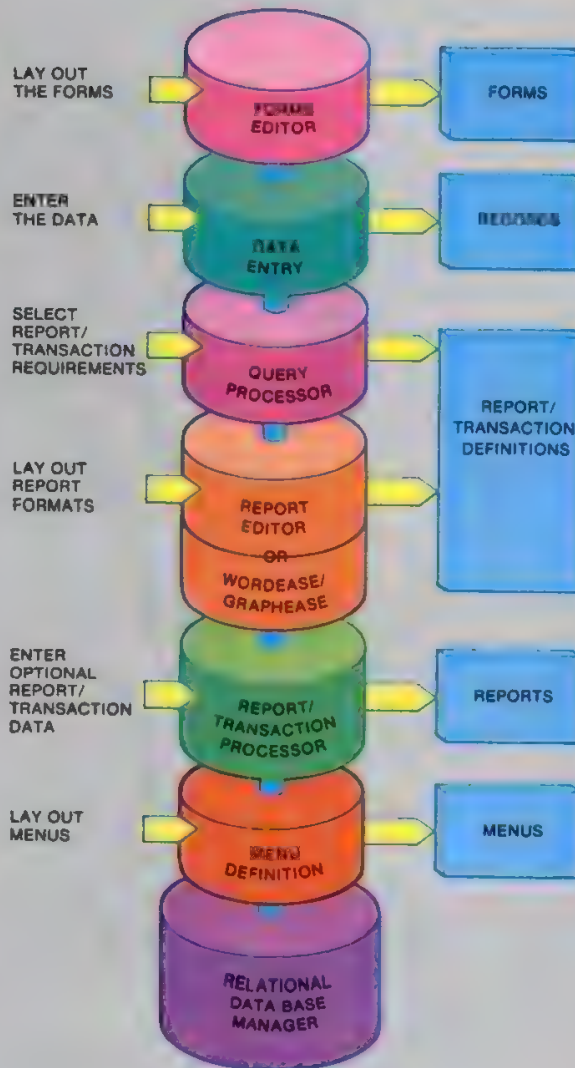 LAY OUT
THE FORMS
FORMS
EDITOR
FORMS
ENTER
THE DATA
DATA
ENTRY
RECORDS
SELECT
REPORT/
TRANSACTION
REQUIREMENTS
QUERY
PROCESSOR
REPORT/
TRANSACTION
DEFINITIONS
LAY OUT
REPORT
FORMATS
REPORT
EDITOR
OR
WORDEASE/
GRAPHEASE
ENTER
OPTIONAL
REPORT/
TRANSACTION
DATA
REPORT/
TRANSACTION
PROCESSOR
REPORTS
LAY OUT
MENUS
MENU
DEFINITION
MENUS
RELATIONAL
DATA BASE
MANAGER